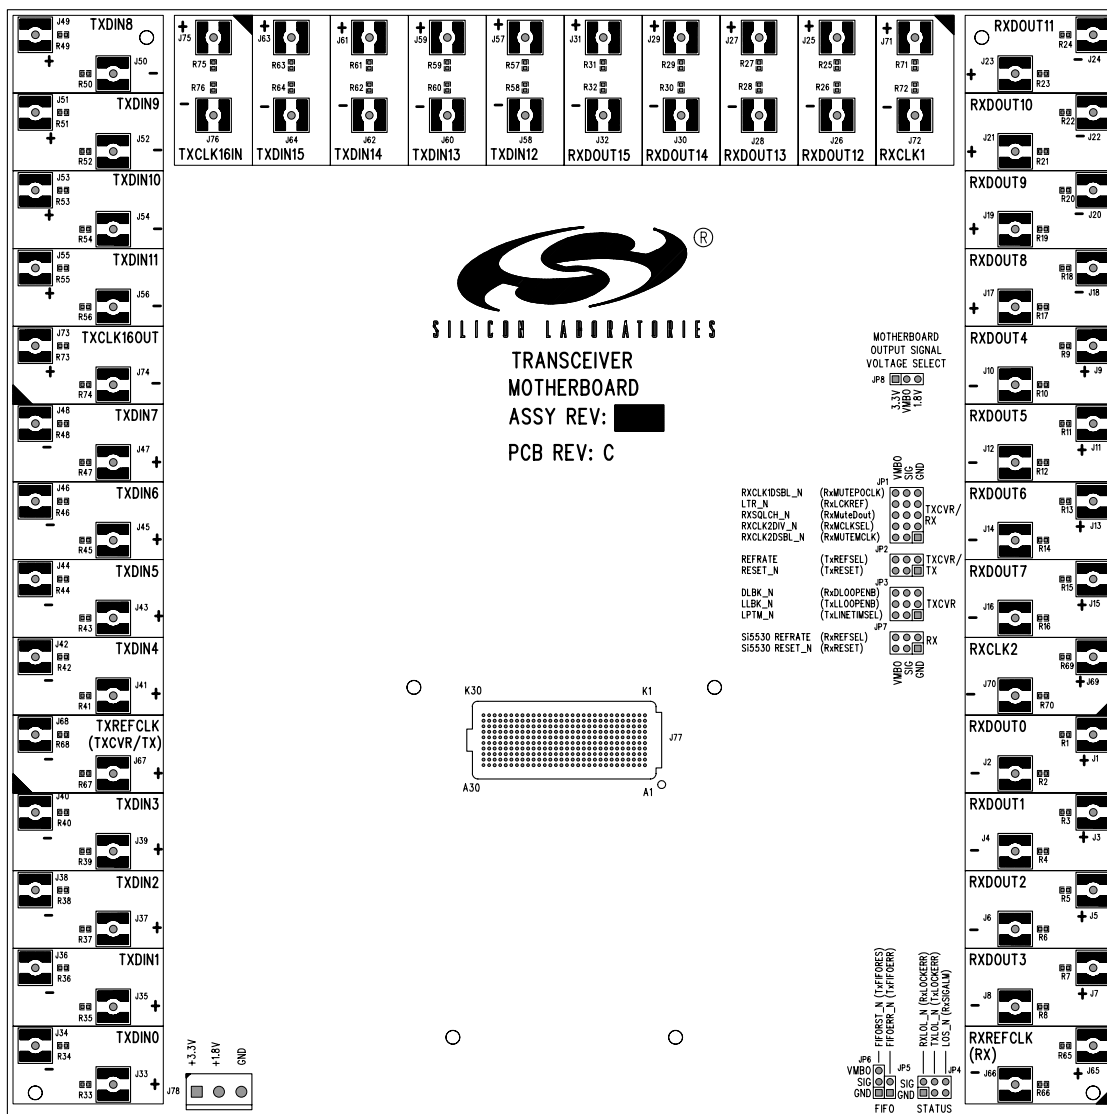 J49
TXDIN8
R49
+
J50
R50
-
J51
TXDIN9
R51
+
J52
R52
-
J53
TXDIN10
R53
+
J54
R54
-
J55
TXDIN11
R55
+
J56
R56
-
J73
TXCLK16OUT
R73
+
J74
R74
-
J48
TXDIN7
R48
-
J47
R47
+
J46
TXDIN6
R46
-
J45
R45
+
J44
TXDIN5
R44
-
J43
R43
+
J42
TXDIN4
R42
-
J41
R41
+
J68
TXREFCLK
(TXCVR/TX)
R68
-
J67
R67
+
J40
TXDIN3
R40
-
J39
R39
+
J38
TXDIN2
R38
-
J37
R37
+
J36
TXDIN1
R36
-
J35
R35
+
J34
TXDIN0
R34
-
J33
R33
+
+ J75 R75 R76 - J76 TXCLK16IN
+ J63 R63 R64 - J64 TXDIN15
+ J61 R61 R62 - J62 TXDIN14
+ J59 R59 R60 - J60 TXDIN13
+ J57 R57 R58 - J58 TXDIN12
+ J31 R31 R32 - J32 RXDOUT15
+ J29 R29 R30 - J30 RXDOUT14
+ J27 R27 R28 - J28 RXDOUT13
+ J25 R25 R26 - J26 RXDOUT12
+ J71 R71 R72 - J72 RXCLK1
®
SILICON LABORATORIES
TRANSCEIVER
MOTHERBOARD
ASSY REV:
PCB REV: C
MOTHERBOARD
OUTPUT SIGNAL
VOLTAGE SELECT
JP8
3.3V
VMBO
1.8V
VMBO
SIG
GND
JP1
RXCLK1DSBL_N (RxMUTEPOCLK)
LTR_N (RxLCKREF)
RXSQLCH_N (RxMuteDout)
RXCLK2DIV_N (RxMCLKSEL)
RXCLK2DSBL_N (RxMUTEMCLK)
TXCVR/
RX
JP2
REFRATE (TxREFSEL)
RESET_N (TxRESET)
TXCVR/
TX
JP3
DLBK_N (RxDLOOPENB)
LLBK_N (TxLLOOPENB)
LPTM_N (TxLINETIMSEL)
TXCVR
JP7
Si5530 REFRATE (RxREFSEL)
Si5530 RESET_N (RxRESET)
RX
VMBO
SIG
GND
K30 K1
J77
A30 A1
+3.3V
+1.8V
GND
J78
FIFORST_N (TxFIFORES)
FIFOERR_N (TxFIFOERR)
RXLOL_N (RxLOCKERR)
TXLOL_N (TxLOCKERR)
LOS_N (RxSIGALM)
JP6
VMBO
SIG
GND
JP5
FIFO
SIG
GND
JP4
STATUS
RXDOUT11
R24
- J24
J23
+
R23
RXDOUT10
R22
- J22
J21
+
R21
RXDOUT9
R20
- J20
J19
+
R19
RXDOUT8
R18
- J18
J17
+
R17
RXDOUT4
R9
+ J9
J10
-
R10
RXDOUT5
R11
+ J11
J12
-
R12
RXDOUT6
R13
+ J13
J14
-
R14
RXDOUT7
R15
+ J15
J16
-
R16
RXCLK2
R69
+ J69
J70
-
R70
RXDOUT0
R1
+ J1
J2
-
R2
RXDOUT1
R3
+ J3
J4
-
R4
RXDOUT2
R5
+ J5
J6
-
R6
RXDOUT3
R7
+ J7
J8
-
R8
RXREFCLK
(RX)
R65
+ J65
J66
-
R66